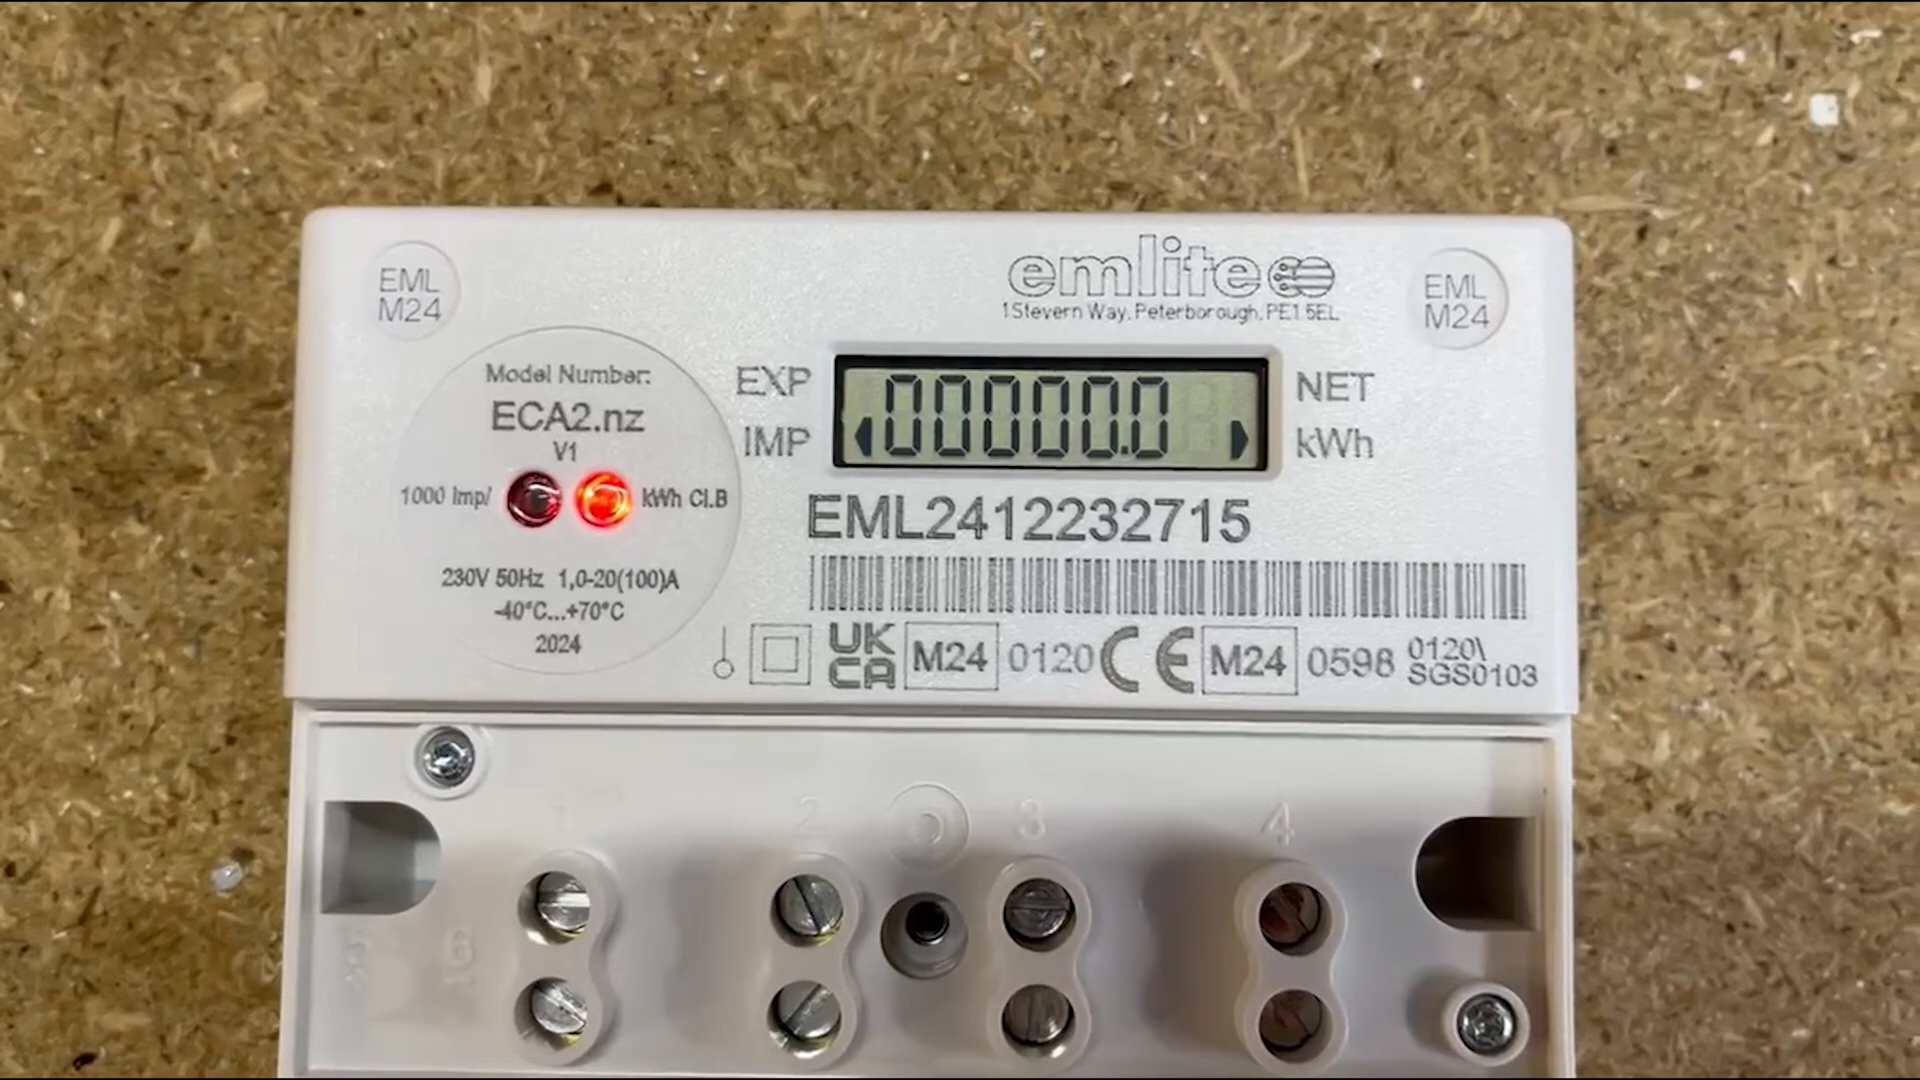 EML
M24
emlite
1 Stevern Way, Peterborough, PE1 5EL
EML
M24
Model Number:
ECA2.nz
V1
1000 Imp/ kWh Cl.B
230V 50Hz 1,0-20(100)A
-40°C...+70°C
2024
EXP
IMP
00000.0
NET
kWh
EML2412232715
UK
CA
M24
0120
CE
M24
0598
0120\
SGS0103
1
2
3
4